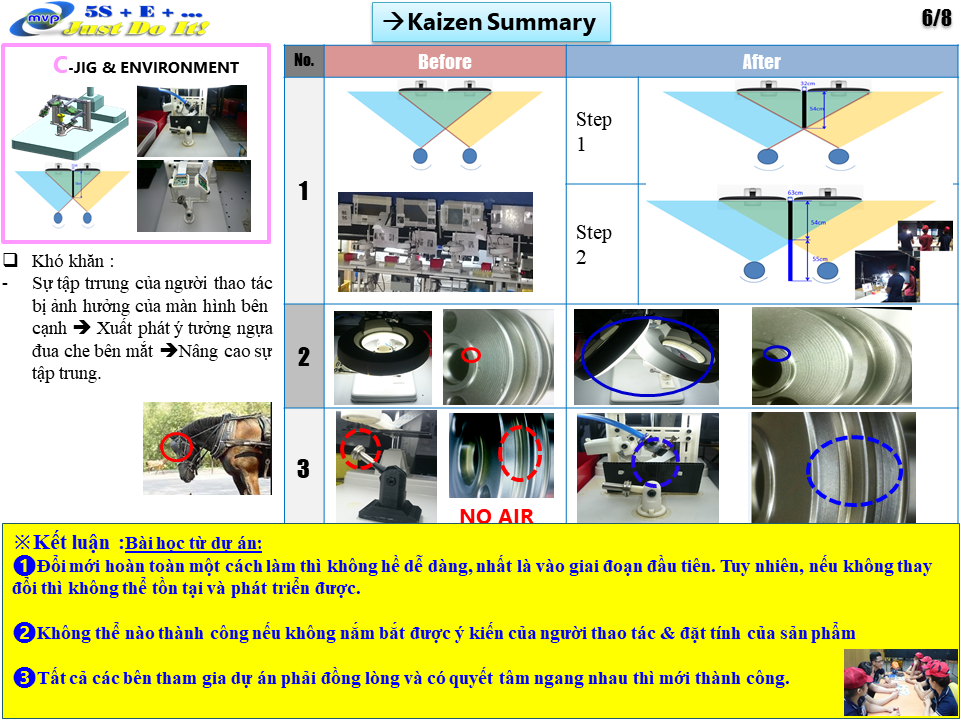 5S + E + ...
mvp
Just Do It!
→Kaizen Summary
6/8
C-JIG & ENVIRONMENT
No.
Before
After
1
Step
1
32cm
54cm
Step
2
63cm
54cm
55cm
❑ Khó khăn :
- Sự tập trrung của người thao tác
bị ảnh hưởng của màn hình bên
cạnh ➔ Xuất phát ý tưởng ngựa
đua che bên mắt ➔Nâng cao sự
tập trung.
2
3
NO AIR
※Kết luận :Bài học từ dự án:
❶Đổi mới hoàn toàn một cách làm thì không hề dễ dàng, nhất là vào giai đoạn đầu tiên. Tuy nhiên, nếu không thay
đổi thì không thể tồn tại và phát triển được.
❷Không thể nào thành công nếu không nắm bắt được ý kiến của người thao tác & đặt tính của sản phẩm
❸Tất cả các bên tham gia dự án phải đồng lòng và có quyết tâm ngang nhau thì mới thành công.